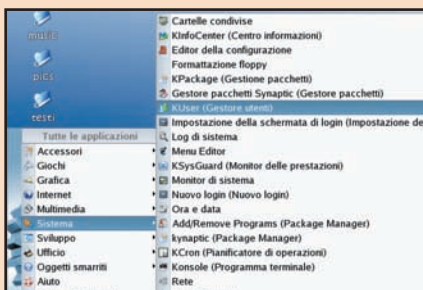 music
pics
testi
Tutte le applicazioni
Accessori
Giochi
Grafica
Internet
Multimedia
Sistema
Sviluppo
Ufficio
Oggetti smarriti
Aiuto
Cartelle condivise
KInfoCenter (Centro informazioni)
Editor della configurazione
Formattazione floppy
KPackage (Gestione pacchetti)
Gestore pacchetti Synaptic (Gestore pacchetti)
KUser (Gestore utenti)
Impostazione della schermata di login (Impostazione de
Log di sistema
Menu Editor
KSysGuard (Monitor delle prestazioni)
Monitor di sistema
Nuovo login (Nuovo login)
Ora e data
Add/Remove Programs (Package Manager)
kynaptic (Package Manager)
KCron (Pianificatore di operazioni)
Konsole (Programma terminale)
Rete